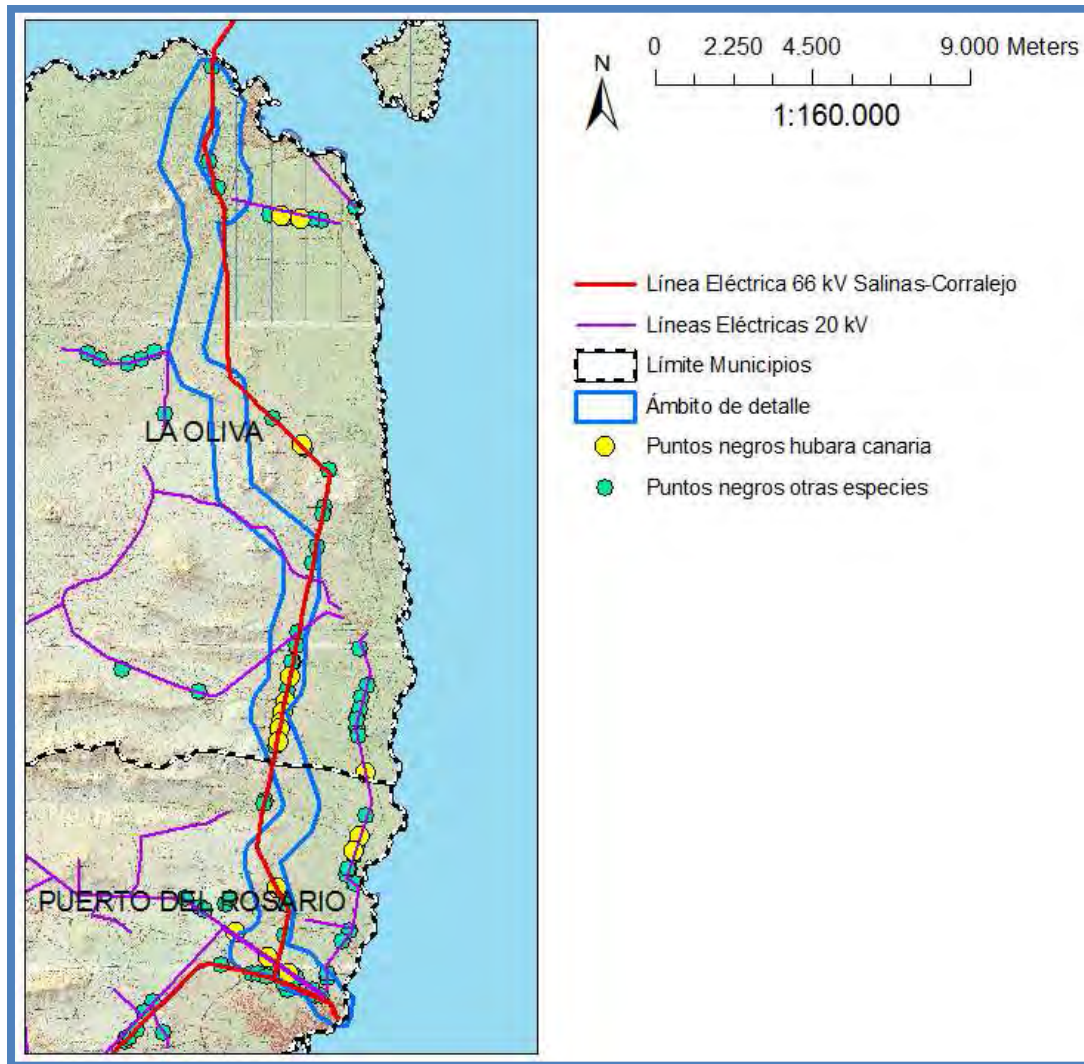 0 2.250 4.500 9.000 Meters
N
1:160.000
Línea Eléctrica 66 kV Salinas-Corralejo
Líneas Eléctricas 20 kV
Límite Municipios
Ámbito de detalle
Puntos negros hubara canaria
Puntos negros otras especies
LA OLIVA
PUERTO DEL ROSARIO